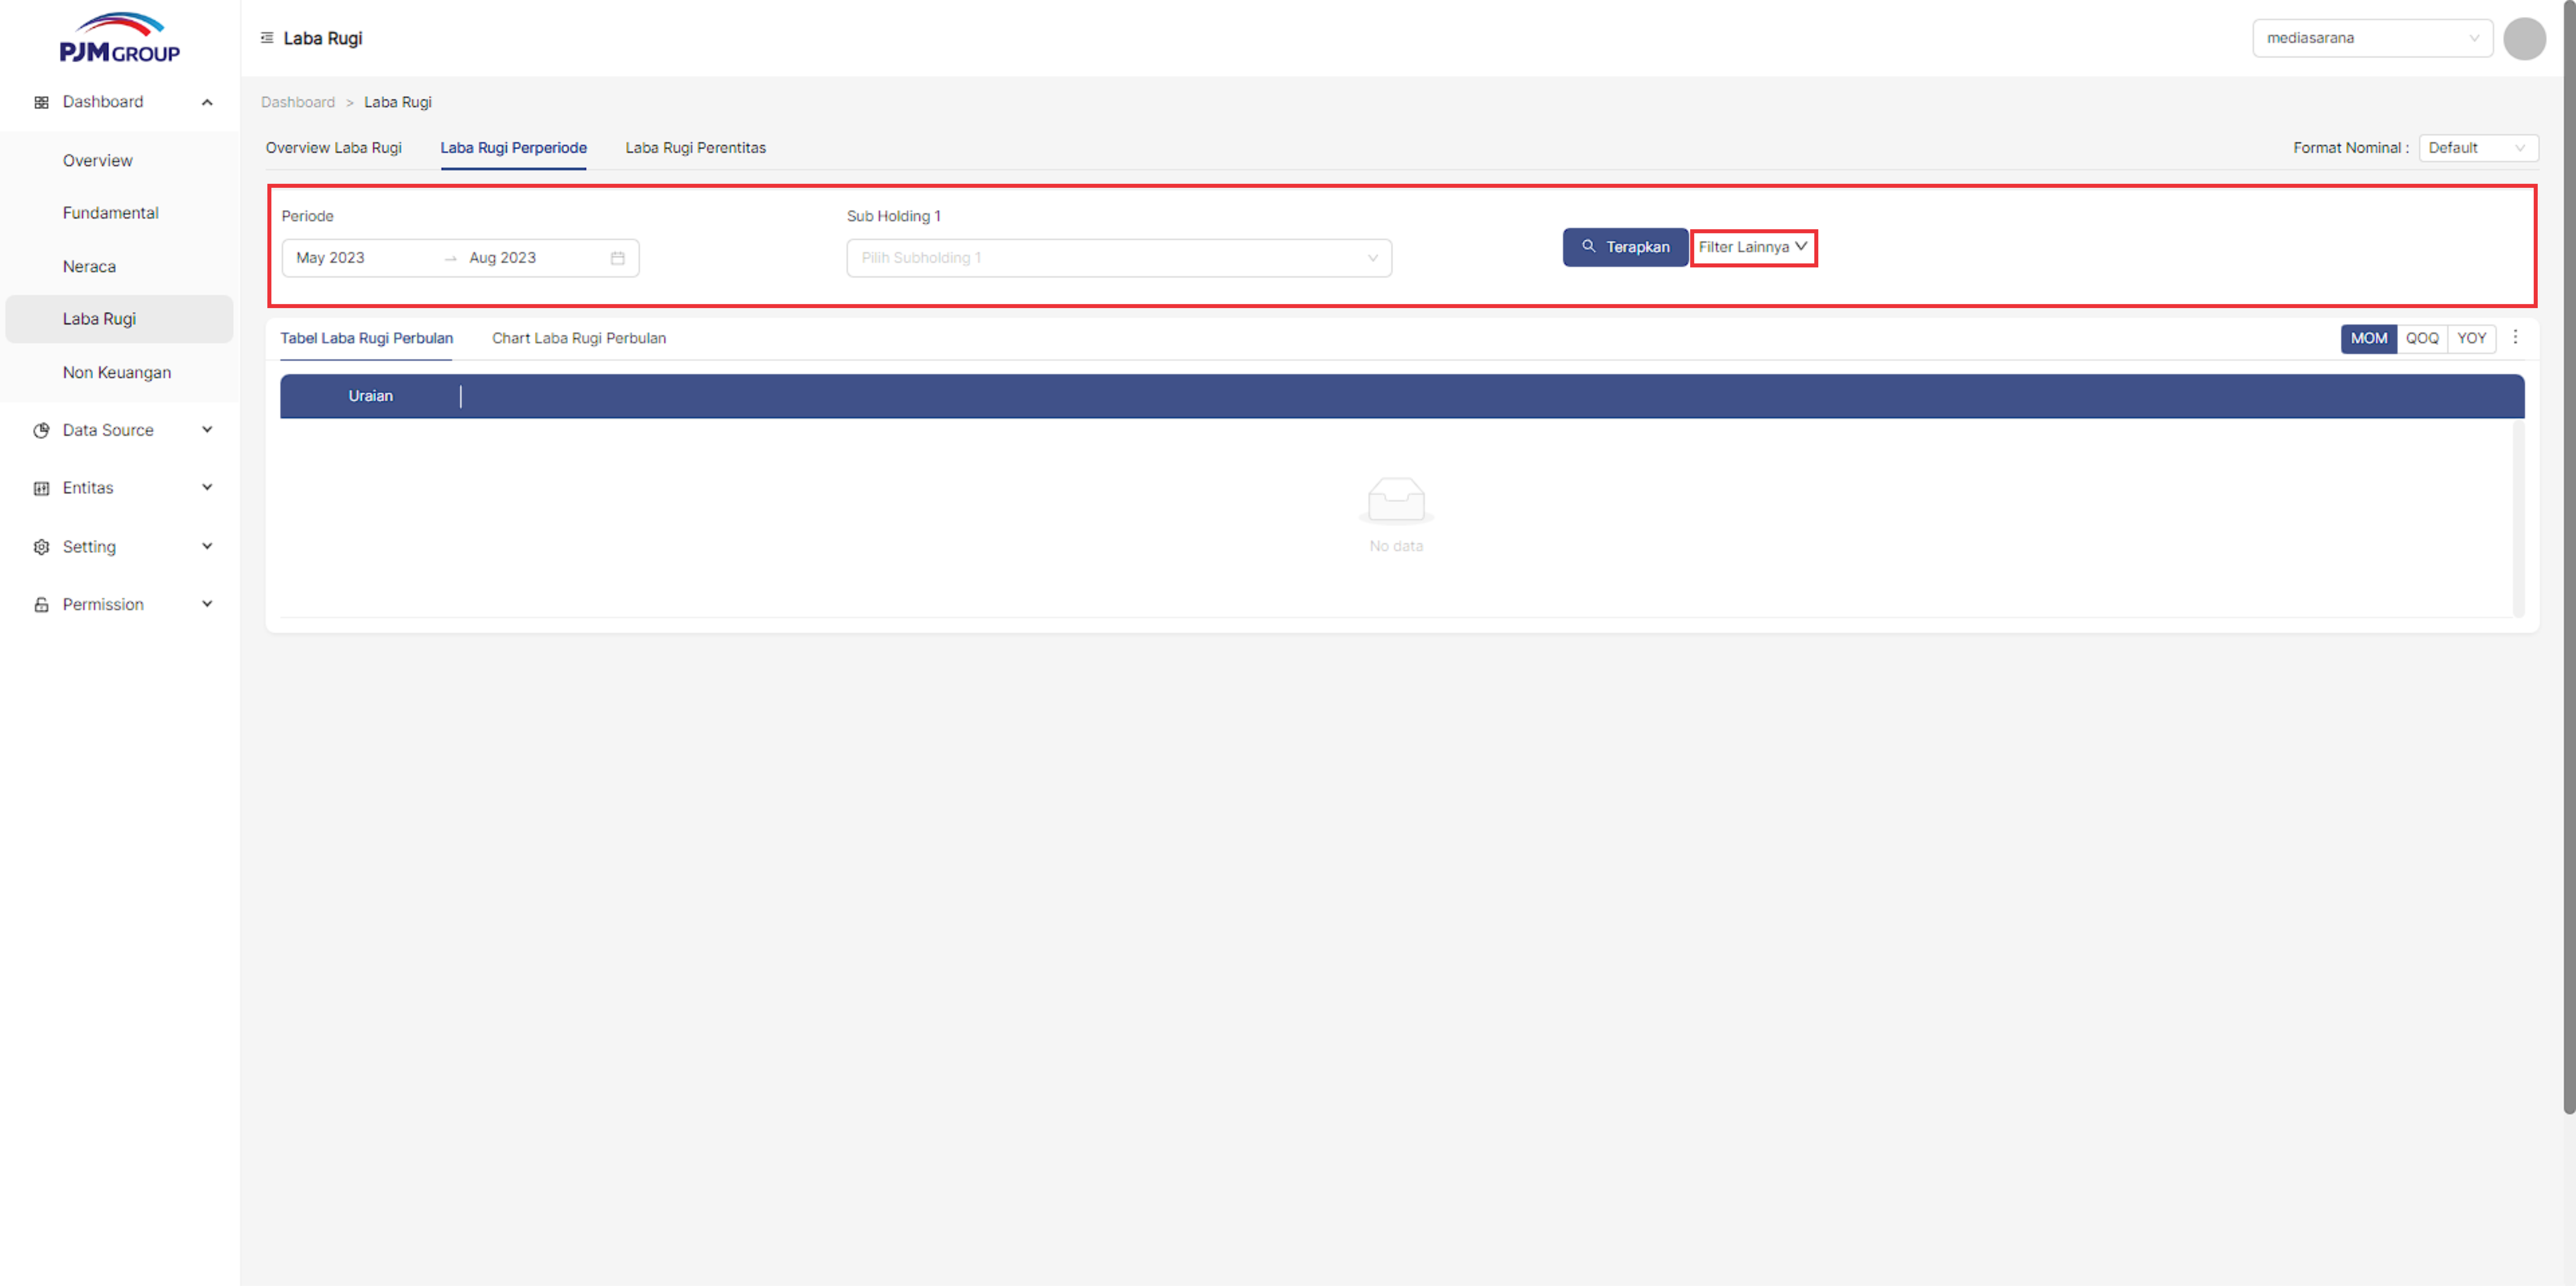 PJM GROUP
Laba Rugi
mediasarana
Dashboard
Overview
Fundamental
Neraca
Laba Rugi
Non Keuangan
Data Source
Entitas
Setting
Permission
Dashboard > Laba Rugi
Overview Laba Rugi Laba Rugi Perperiode Laba Rugi Perentitas
Format Nominal : Default
Periode
May 2023 → Aug 2023
Sub Holding 1
Pilih Subholding 1
Terapkan
Filter Lainnya
Tabel Laba Rugi Perbulan Chart Laba Rugi Perbulan
MOM QOQ YOY
Uraian
No data